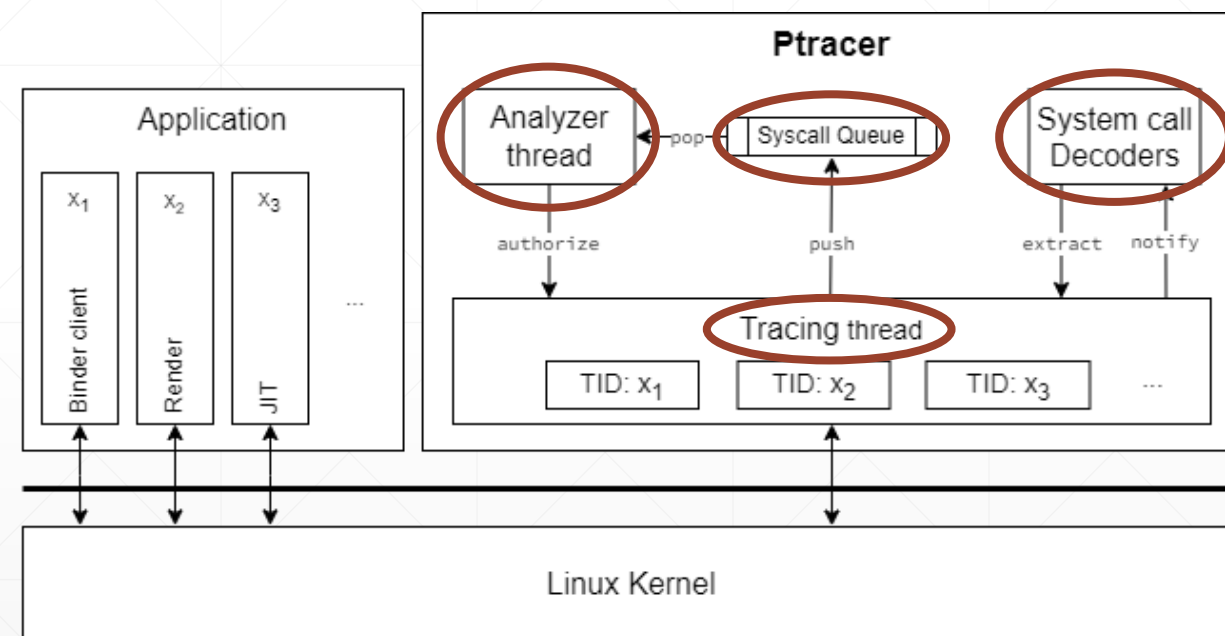 Ptracer
Application
Analyzer
thread
pop
Syscall Queue
System call
Decoders
x₁
x₂
x₃
Binder client
Render
JIT
...
authorize
push
extract
notify
Tracing thread
TID: x₁
TID: x₂
TID: x₃
...
Linux Kernel